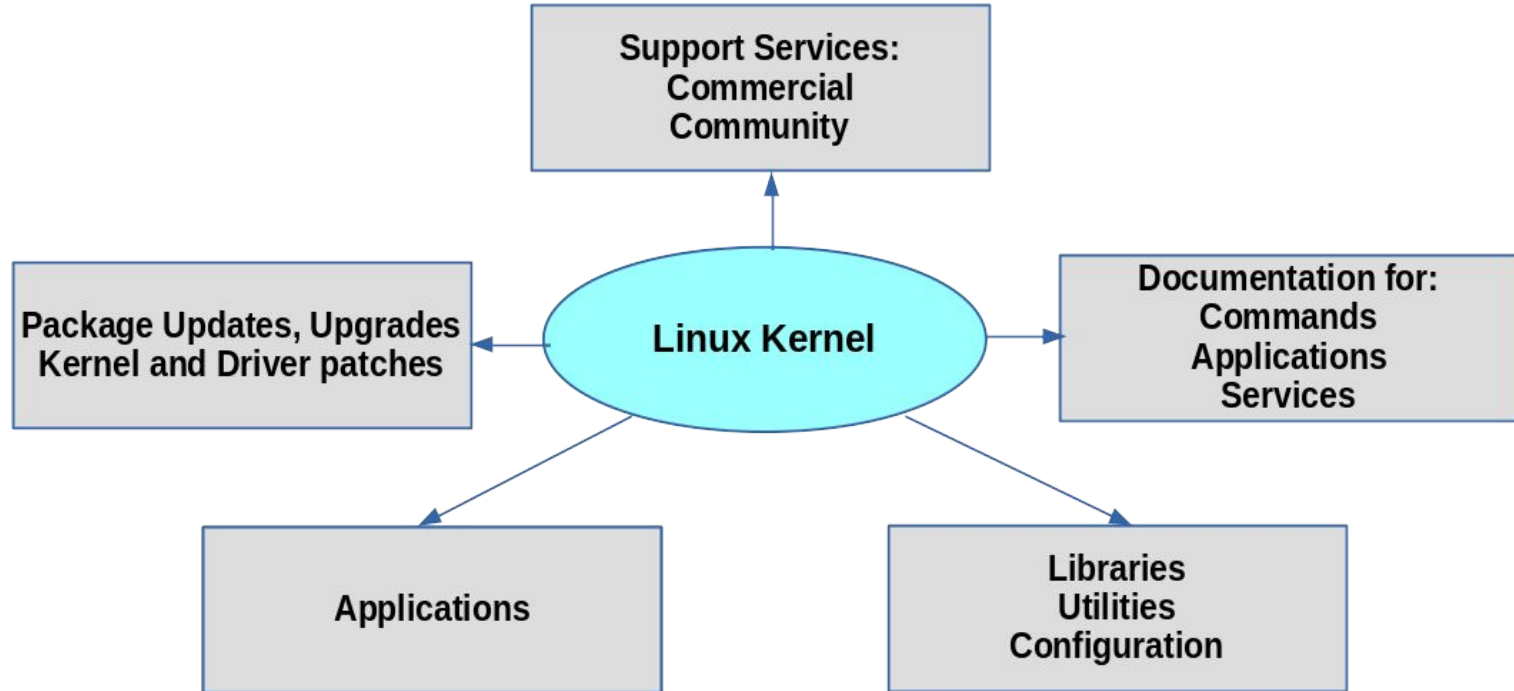 Support Services:
Commercial
Community
Package Updates, Upgrades
Kernel and Driver patches
Linux Kernel
Documentation for:
Commands
Applications
Services
Applications
Libraries
Utilities
Configuration